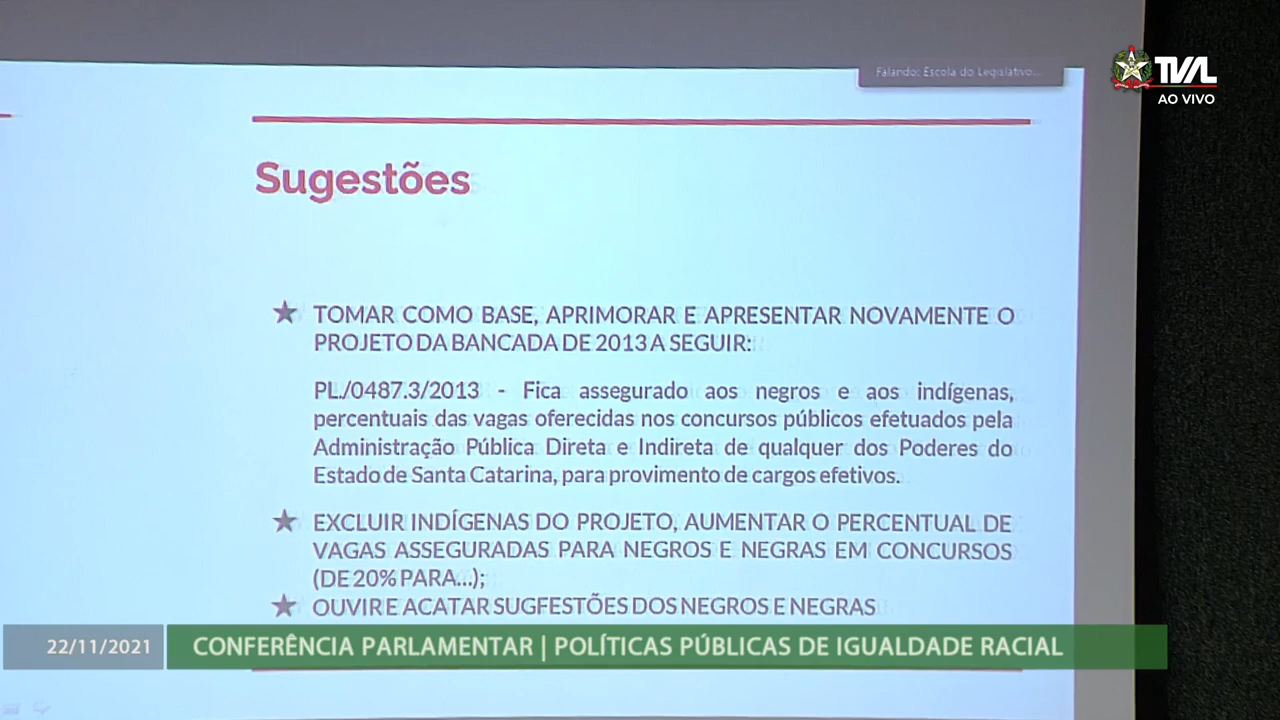 Falando: Escola do Legislativo...
TVAL
AO VIVO
Sugestões
TOMAR COMO BASE, APRIMORAR E APRESENTAR NOVAMENTE O
PROJETO DA BANCADA DE 2013 A SEGUIR:
PL./0487.3/2013 - Fica assegurado aos negros e aos indígenas,
percentuais das vagas oferecidas nos concursos públicos efetuados pela
Administração Pública Direta e Indireta de qualquer dos Poderes do
Estado de Santa Catarina, para provimento de cargos efetivos.
EXCLUIR INDÍGENAS DO PROJETO, AUMENTAR O PERCENTUAL DE
VAGAS ASSEGURADAS PARA NEGROS E NEGRAS EM CONCURSOS
(DE 20% PARA...);
OUVIR E ACATAR SUGFESTÕES DOS NEGROS E NEGRAS
22/11/2021
CONFERÊNCIA PARLAMENTAR | POLÍTICAS PÚBLICAS DE IGUALDADE RACIAL